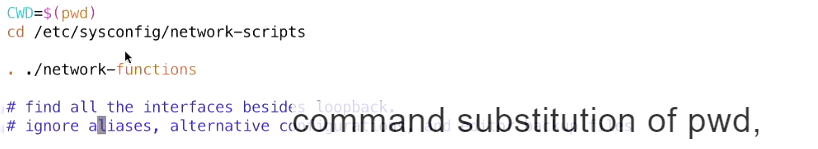 CWD=$(pwd)
cd /etc/sysconfig/network-scripts
. ./network-functions
# find all the interfaces besides loopback.
# ignore aliases, alternative
command substitution of pwd,